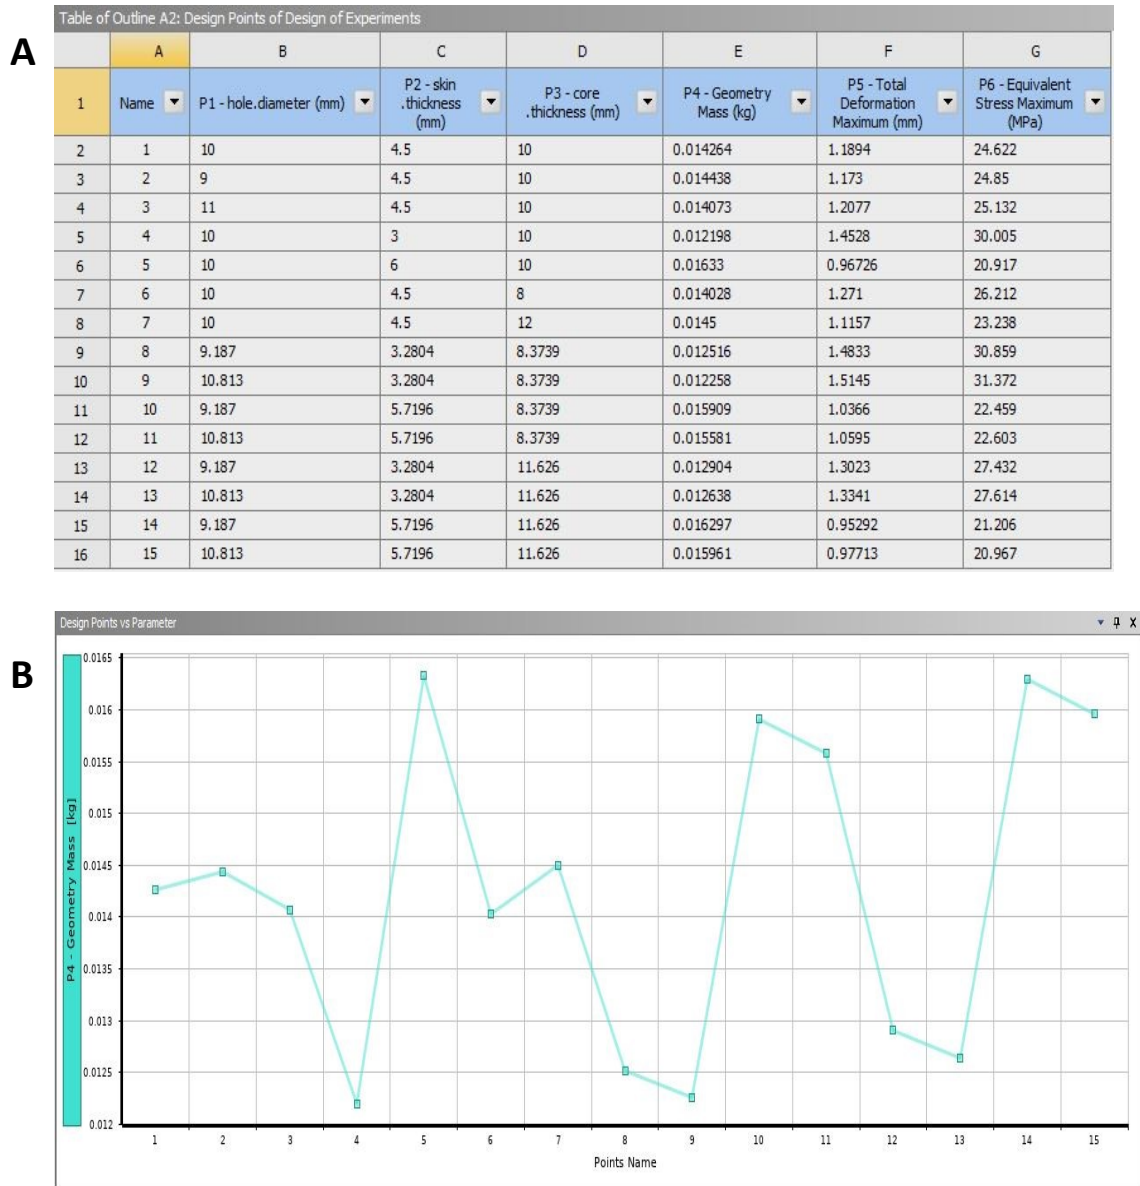 A
Table of Outline A2: Design Points of Design of Experiments
A B C D E F G
1 Name P1 - hole.diameter (mm) P2 - skin .thickness (mm) P3 - core .thickness (mm) P4 - Geometry Mass (kg) P5 - Total Deformation Maximum (mm) P6 - Equivalent Stress Maximum (MPa)
2 1 10 4.5 10 0.014264 1.1894 24.622
3 2 9 4.5 10 0.014438 1.173 24.85
4 3 11 4.5 10 0.014073 1.2077 25.132
5 4 10 3 10 0.012198 1.4528 30.005
6 5 10 6 10 0.01633 0.96726 20.917
7 6 10 4.5 8 0.014028 1.271 26.212
8 7 10 4.5 12 0.0145 1.1157 23.238
9 8 9.187 3.2804 8.3739 0.012516 1.4833 30.859
10 9 10.813 3.2804 8.3739 0.012258 1.5145 31.372
11 10 9.187 5.7196 8.3739 0.015909 1.0366 22.459
12 11 10.813 5.7196 8.3739 0.015581 1.0595 22.603
13 12 9.187 3.2804 11.626 0.012904 1.3023 27.432
14 13 10.813 3.2804 11.626 0.012638 1.3341 27.614
15 14 9.187 5.7196 11.626 0.016297 0.95292 21.206
16 15 10.813 5.7196 11.626 0.015961 0.97713 20.967
B
Design Points vs Parameter
P4 - Geometry Mass [kg]
0.0165
0.016
0.0155
0.015
0.0145
0.014
0.0135
0.013
0.0125
0.012
1 2 3 4 5 6 7 8 9 10 11 12 13 14 15
Points Name